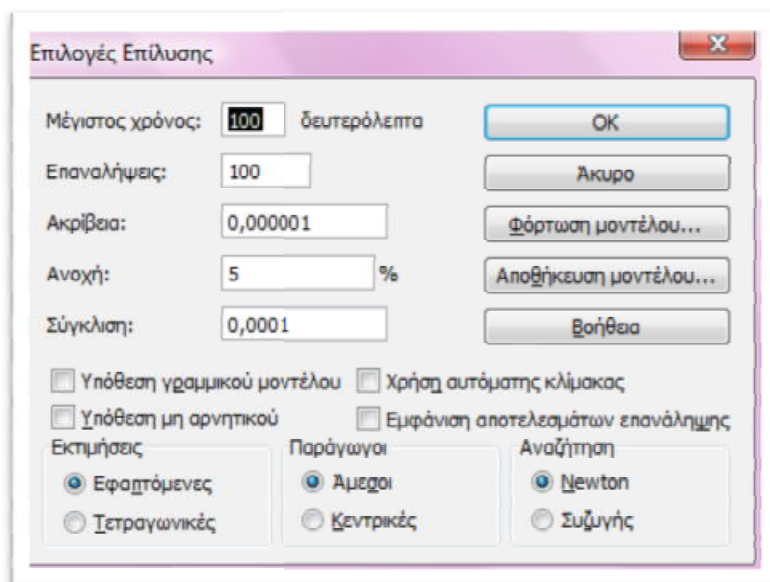 Επιλογές Επίλυσης
Μέγιστος χρόνος: 100 δευτερόλεπτα OK
Επαναλήψεις: 100 Άκυρο
Ακρίβεια: 0,000001 Φόρτωση μοντέλου...
Ανοχή: 5 % Αποθήκευση μοντέλου...
Σύγκλιση: 0,0001 Βοήθεια
Υπόθεση γραμμικού μοντέλου Χρήση αυτόματης κλίμακας
Υπόθεση μη αρνητικού Εμφάνιση αποτελεσμάτων επανάληψης
Εκτιμήσεις Παράγωγοι Αναζήτηση
Εφαπτόμενες Άμεσοι Newton
Τετραγωνικές Κεντρικές Συζυγής